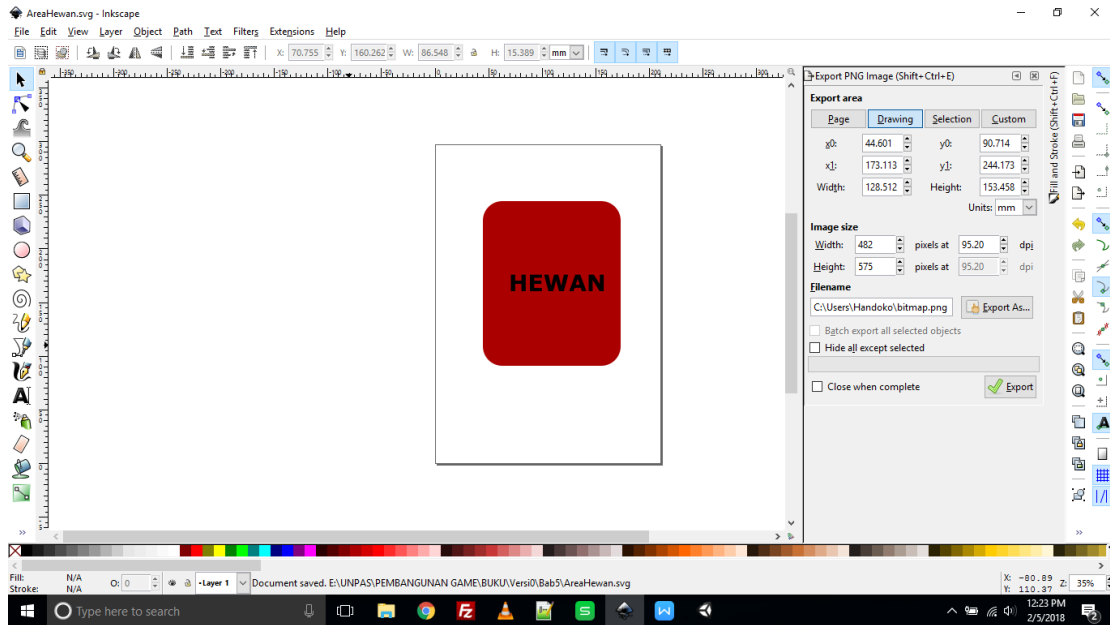 AreaHewan.svg - Inkscape
File Edit View Layer Object Path Text Filters Extensions Help
X: 70.755 Y: 160.262 W: 86.548 H: 15.389 mm
Export PNG Image (Shift+Ctrl+E)
Export area
Page Drawing Selection Custom
x0: 44.601 y0: 90.714
x1: 173.113 y1: 244.173
Width: 128.512 Height: 153.458
Units: mm
Image size
Width: 482 pixels at 95.20 dpi
Height: 575 pixels at 95.20 dpi
Filename
C:\Users\Handoko\bitmap.png Export As...
Batch export all selected objects
Hide all except selected
Close when complete Export
Fill and Stroke (Shift+Ctrl+F)
HEWAN
Fill: N/A
Stroke: N/A
O: 0
Layer 1
Document saved. E:\UNPAS\PEMBANGUNAN GAME\BUKU\Versi0\Bab5\AreaHewan.svg
X: -80.89
Y: 110.37
Z: 35%
Type here to search
12:23 PM
2/5/2018
2